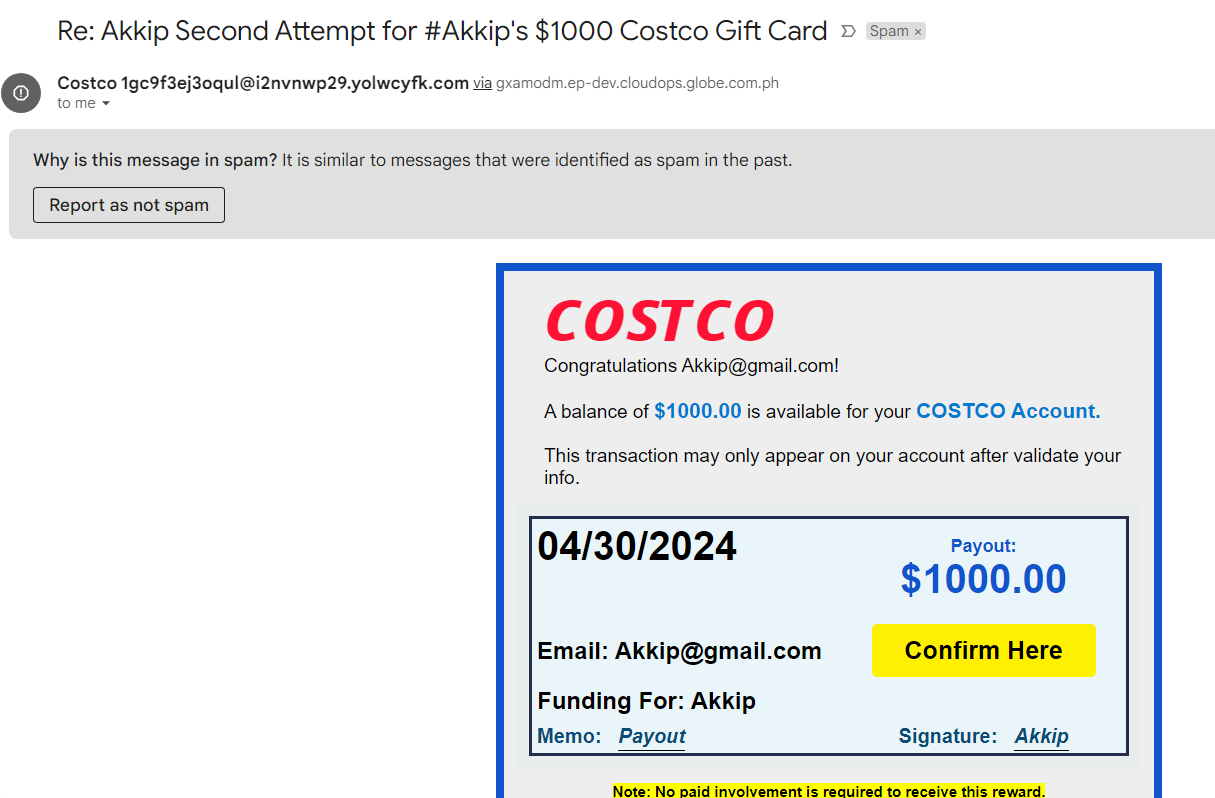 Re: Akkip Second Attempt for #Akkip's $1000 Costco Gift Card Spam ×
Costco 1gc9f3ej3oqul@i2nvnwp29.yolwcyfk.com via gxamodm.ep-dev.cloudops.globe.com.ph
to me
Why is this message in spam? It is similar to messages that were identified as spam in the past.
Report as not spam
COSTCO
Congratulations Akkip@gmail.com!
A balance of $1000.00 is available for your COSTCO Account.
This transaction may only appear on your account after validate your
info.
04/30/2024
Payout:
$1000.00
Email: Akkip@gmail.com
Confirm Here
Funding For: Akkip
Memo: Payout
Signature: Akkip
Note: No paid involvement is required to receive this reward.